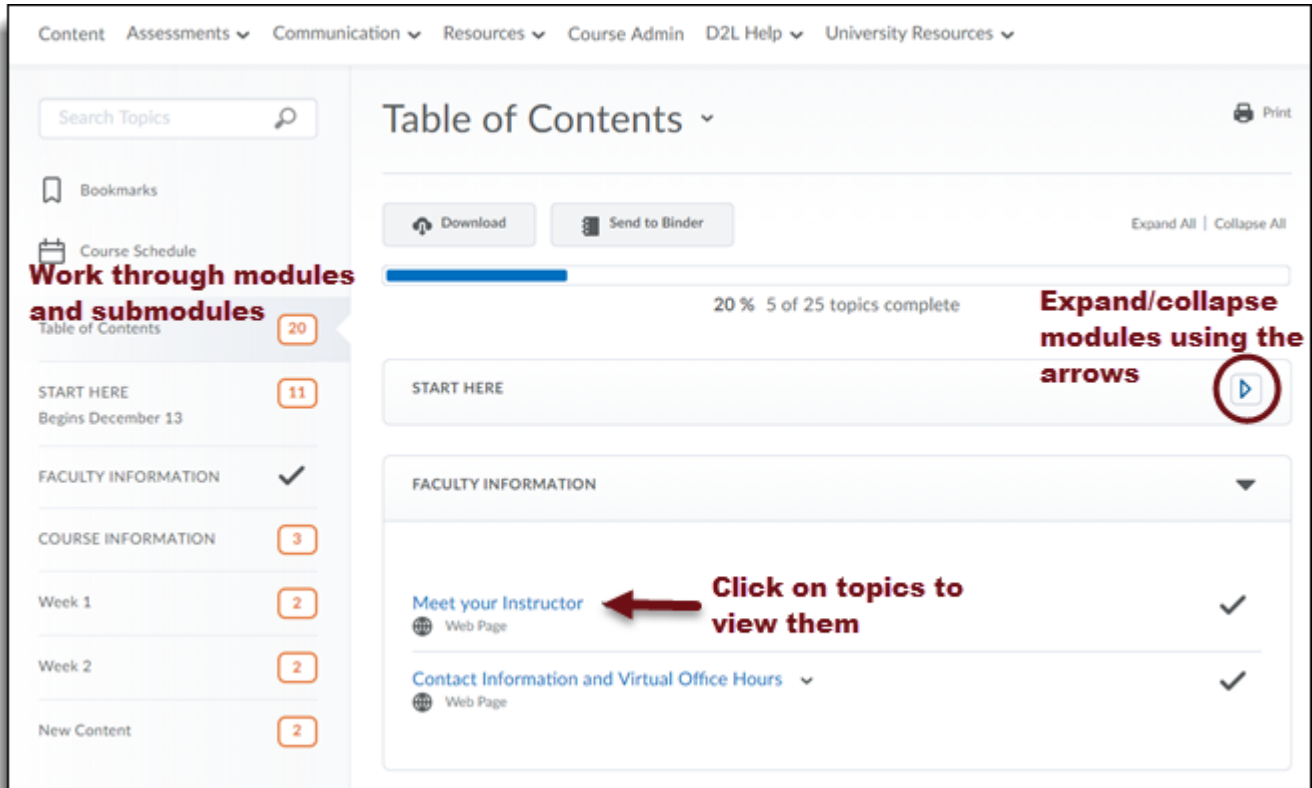 Content Assessments Communication Resources Course Admin D2L Help University Resources
Search Topics
Bookmarks
Course Schedule
Work through modules
and submodules
Table of Contents 20
START HERE 11
Begins December 13
FACULTY INFORMATION
COURSE INFORMATION 3
Week 1 2
Week 2 2
New Content 2
Table of Contents
Print
Download Send to Binder
Expand All | Collapse All
20 % 5 of 25 topics complete
Expand/collapse
modules using the
arrows
START HERE
FACULTY INFORMATION
Meet your Instructor
Web Page
Click on topics to
view them
Contact Information and Virtual Office Hours
Web Page